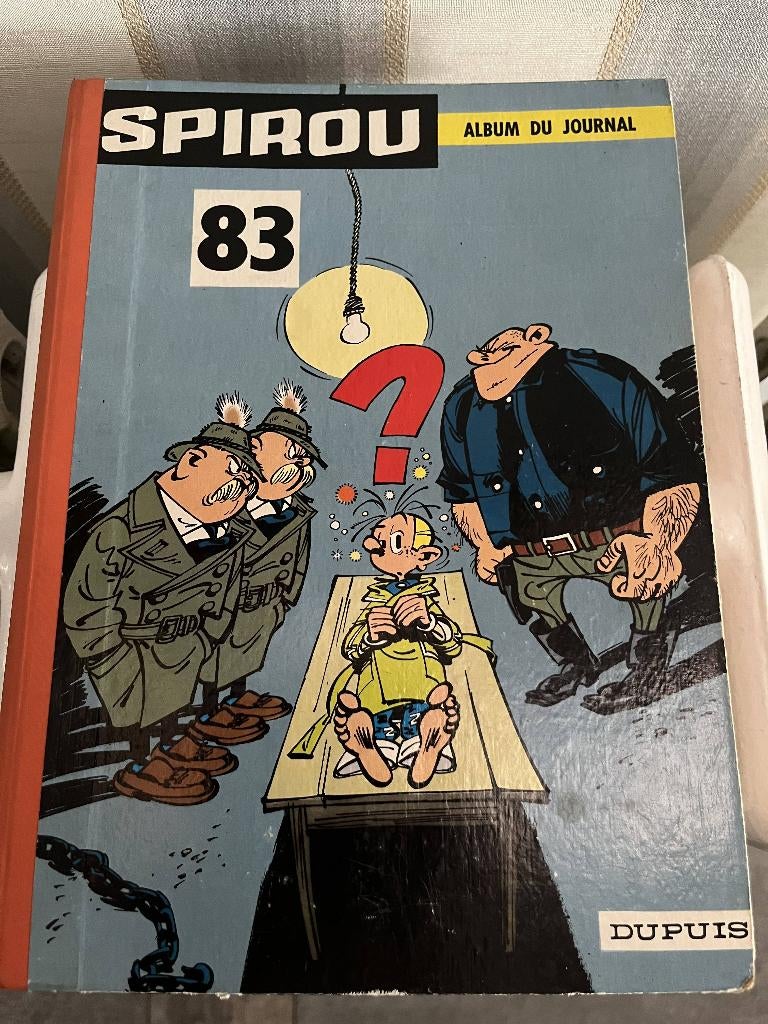 SPIROU
ALBUM DU JOURNAL
83
?
DUPUIS